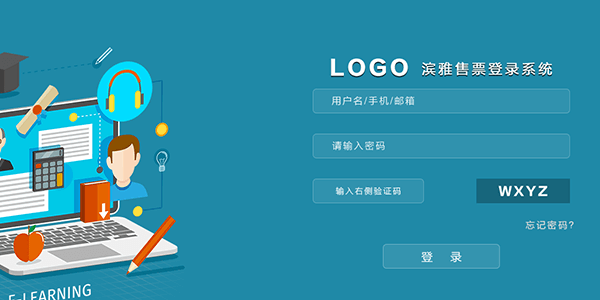 LOGO 滨雅售票登录系统
用户名/手机/邮箱
请输入密码
输入右侧验证码 WXYZ
忘记密码?
登 录
E-LEARNING